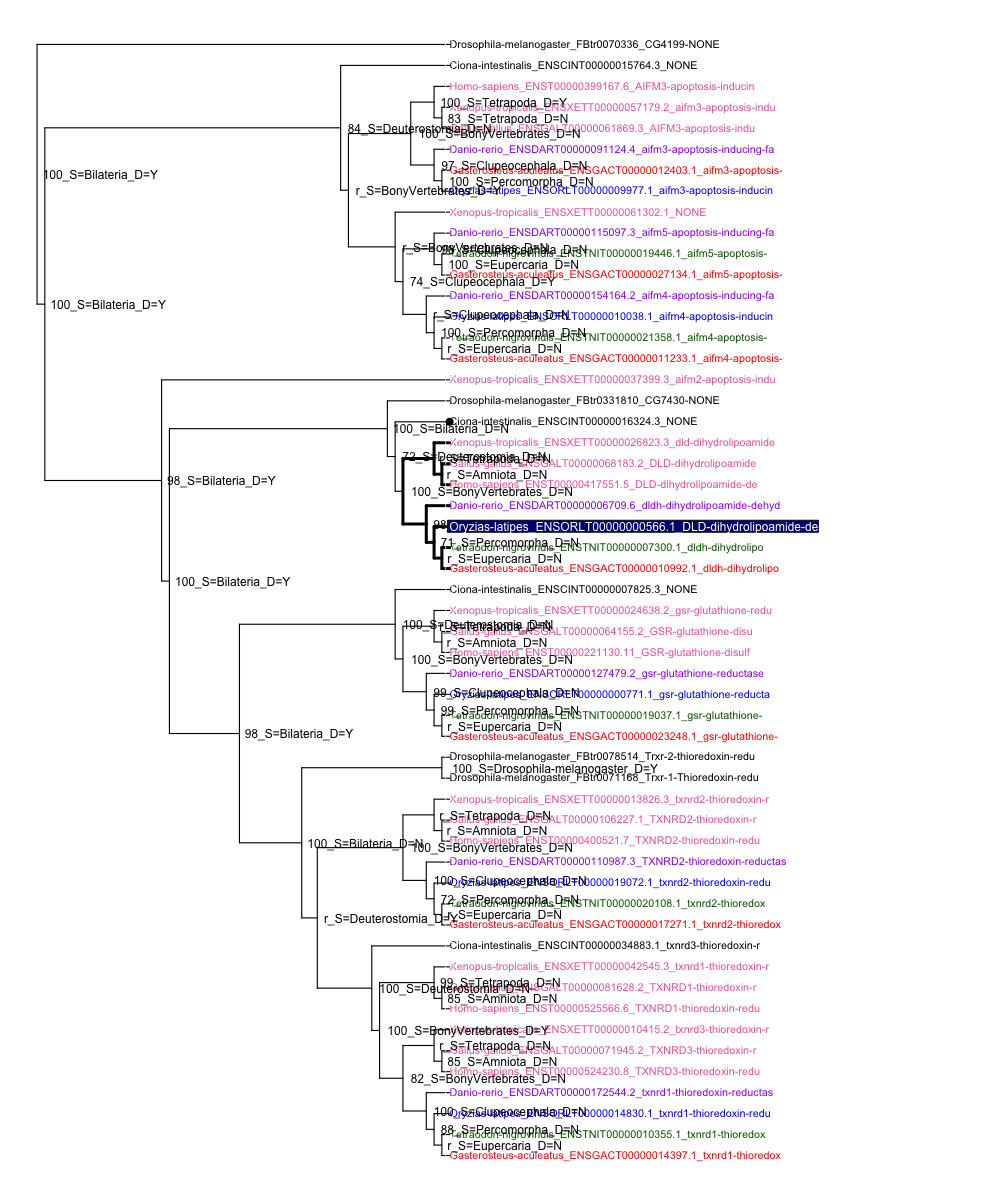 Drosophila-melanogaster_FBtr0070336_CG4199-NONE
Ciona-intestinalis_ENSCINT00000015764.3_NONE
Homo-sapiens_ENST00000399167.6_AIFM3-apoptosis-inducin
100_S=Tetrapoda_D=Y
Xenopus-tropicalis_ENSXETT00000057179.2_aifm3-apoptosis-indu
83_S=Tetrapoda_D=N
84_S=Deuterostomia_D=N
Gallus-gallus_ENSGALT00000061869.3_AIFM3-apoptosis-indu
100_S=BonyVertebrates_D=N
Danio-rerio_ENSDART00000091124.4_aifm3-apoptosis-inducing-fa
97_S=Clupeocephala_D=N
Gasterosteus-aculeatus_ENSGACT00000012403.1_aifm3-apoptosis-
100_S=Bilateria_D=Y
100_S=Percomorpha_D=N
r_S=BonyVertebrates_D=Y
Oryzias-latipes_ENSORLT00000009977.1_aifm3-apoptosis-inducin
Xenopus-tropicalis_ENSXETT00000061302.1_NONE
Danio-rerio_ENSDART00000115097.3_aifm5-apoptosis-inducing-fa
r_S=BonyVertebrates_D=N
Tetraodon-nigroviridis_ENSTNIT00000019446.1_aifm5-apoptosis-
100_S=Eupercaria_D=N
Gasterosteus-aculeatus_ENSGACT00000027134.1_aifm5-apoptosis-
74_S=Clupeocephala_D=Y
Danio-rerio_ENSDART00000154164.2_aifm4-apoptosis-inducing-fa
100_S=Bilateria_D=Y
r_S=Clupeocephala_D=N
Oryzias-latipes_ENSORLT00000010038.1_aifm4-apoptosis-inducin
100_S=Percomorpha_D=N
Tetraodon-nigroviridis_ENSTNIT00000021358.1_aifm4-apoptosis-
r_S=Eupercaria_D=N
Gasterosteus-aculeatus_ENSGACT00000011233.1_aifm4-apoptosis-
Xenopus-tropicalis_ENSXETT00000037399.3_aifm2-apoptosis-indu
Drosophila-melanogaster_FBtr0331810_CG7430-NONE
Ciona-intestinalis_ENSCINT00000016324.3_NONE
100_S=Bilateria_D=N
Xenopus-tropicalis_ENSXETT00000026823.3_dld-dihydrolipoamide
72_S=Deuterostomia_D=N
Gallus-gallus_ENSGALT00000068183.2_DLD-dihydrolipoamide
r_S=Amniota_D=N
98_S=Bilateria_D=Y
Homo-sapiens_ENST00000417551.5_DLD-dihydrolipoamide-de
100_S=BonyVertebrates_D=N
Danio-rerio_ENSDART00000006709.6_dldh-dihydrolipoamide-dehyd
Oryzias-latipes_ENSORLT00000000566.1_DLD-dihydrolipoamide-de
71_S=Percomorpha_D=N
Tetraodon-nigroviridis_ENSTNIT00000007300.1_dldh-dihydrolipo
r_S=Eupercaria_D=N
Gasterosteus-aculeatus_ENSGACT00000010992.1_dldh-dihydrolipo
100_S=Bilateria_D=Y
Ciona-intestinalis_ENSCINT00000007825.3_NONE
Xenopus-tropicalis_ENSXETT00000024638.2_gsr-glutathione-redu
100_S=Deuterostomia_D=N
r_S=Tetrapoda_D=N
Gallus-gallus_ENSGALT00000064155.2_GSR-glutathione-disu
r_S=Amniota_D=N
Homo-sapiens_ENST00000221130.11_GSR-glutathione-disulf
100_S=BonyVertebrates_D=N
Danio-rerio_ENSDART00000127479.2_gsr-glutathione-reductase
99_S=Clupeocephala_D=N
Oryzias-latipes_ENSORLT00000000771.1_gsr-glutathione-reducta
99_S=Percomorpha_D=N
Tetraodon-nigroviridis_ENSTNIT00000019037.1_gsr-glutathione-
r_S=Eupercaria_D=N
98_S=Bilateria_D=Y
Gasterosteus-aculeatus_ENSGACT00000023248.1_gsr-glutathione-
Drosophila-melanogaster_FBtr0078514_Trxr-2-thioredoxin-redu
100_S=Drosophila-melanogaster_D=Y
Drosophila-melanogaster_FBtr0071168_Trxr-1-Thioredoxin-redu
Xenopus-tropicalis_ENSXETT00000013826.3_txnrd2-thioredoxin-r
r_S=Tetrapoda_D=N
Gallus-gallus_ENSGALT00000106227.1_TXNRD2-thioredoxin-r
r_S=Amniota_D=N
Homo-sapiens_ENST00000400521.7_TXNRD2-thioredoxin-redu
100_S=Bilateria_D=N
100_S=BonyVertebrates_D=N
Danio-rerio_ENSDART00000110987.3_TXNRD2-thioredoxin-reductas
100_S=Clupeocephala_D=N
Oryzias-latipes_ENSORLT00000019072.1_txnrd2-thioredoxin-redu
72_S=Percomorpha_D=N
Tetraodon-nigroviridis_ENSTNIT00000020108.1_txnrd2-thioredox
r_S=Eupercaria_D=N
r_S=Deuterostomia_D=Y
Gasterosteus-aculeatus_ENSGACT00000017271.1_txnrd2-thioredox
Ciona-intestinalis_ENSCINT00000034883.1_txnrd3-thioredoxin-r
Xenopus-tropicalis_ENSXETT00000042545.3_txnrd1-thioredoxin-r
99_S=Tetrapoda_D=N
100_S=Deuterostomia_D=N
Gallus-gallus_ENSGALT00000081628.2_TXNRD1-thioredoxin-r
85_S=Amniota_D=N
Homo-sapiens_ENST00000525566.6_TXNRD1-thioredoxin-redu
100_S=BonyVertebrates_D=Y
Xenopus-tropicalis_ENSXETT00000010415.2_txnrd3-thioredoxin-r
r_S=Tetrapoda_D=N
Gallus-gallus_ENSGALT00000071945.2_TXNRD3-thioredoxin-r
85_S=Amniota_D=N
Homo-sapiens_ENST00000524230.8_TXNRD3-thioredoxin-redu
82_S=BonyVertebrates_D=N
Danio-rerio_ENSDART00000172544.2_txnrd1-thioredoxin-reductas
100_S=Clupeocephala_D=N
Oryzias-latipes_ENSORLT00000014830.1_txnrd1-thioredoxin-redu
88_S=Percomorpha_D=N
Tetraodon-nigroviridis_ENSTNIT00000010355.1_txnrd1-thioredox
r_S=Eupercaria_D=N
Gasterosteus-aculeatus_ENSGACT00000014397.1_txnrd1-thioredox